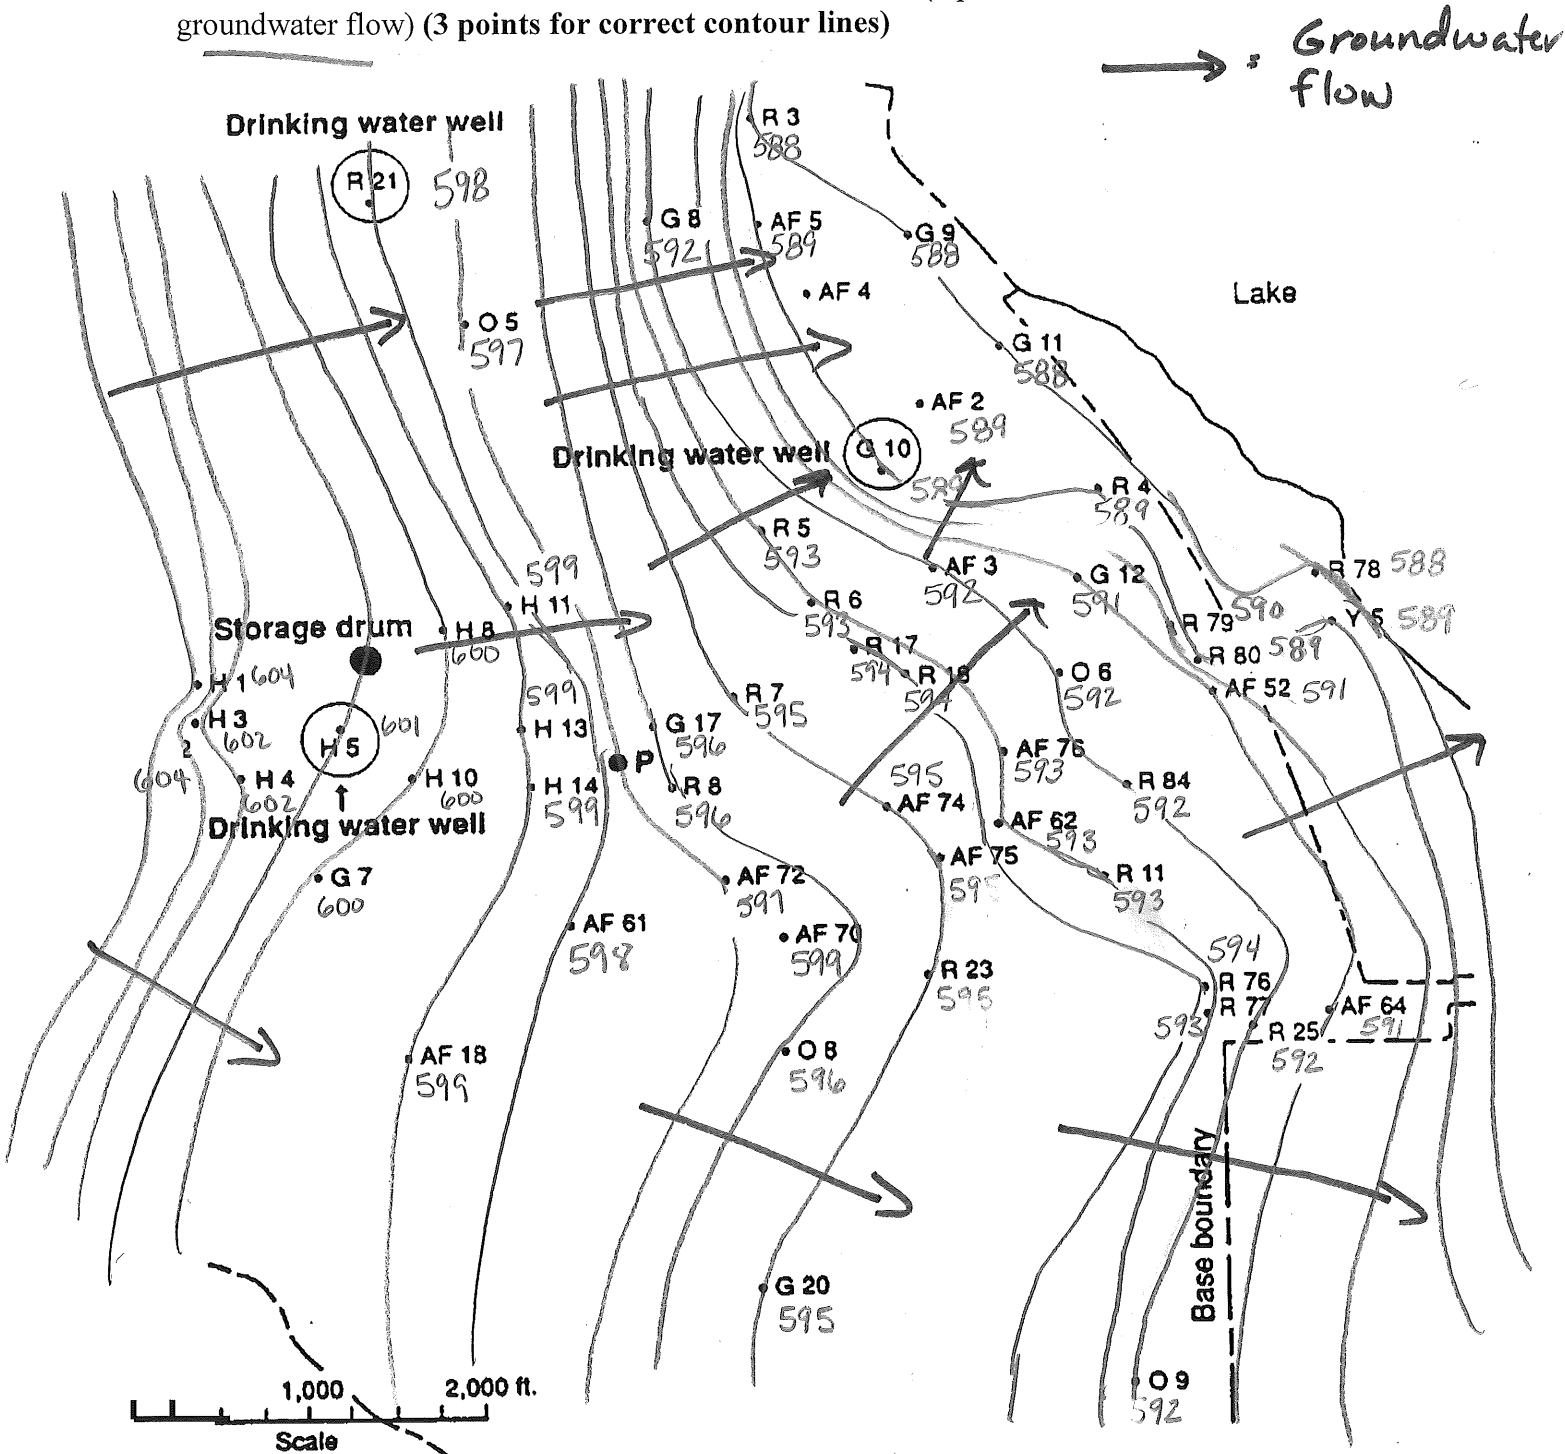 groundwater flow) (3 points for correct contour lines)
= Groundwater
flow
Drinking water well
R 21
598
R 3
588
G 8
592
AF 5
589
G 9
588
Lake
AF 4
O 5
597
G 11
588
AF 2
589
Drinking water well
G 10
589
R 4
589
R 5
593
AF 3
592
G 12
591
R 78 588
599
H 11
R 6
593
590
Y 5 589
Storage drum
H 8
600
R 17
594
R 79
589
R 80
H 1 604
R 18
594
O 6
592
AF 52 591
599
R 7
595
H 3
602
601
H 5
H 13
G 17
596
2
604
H 4
602
H 10
600
P
AF 76
593
H 14
599
R 8
596
595
AF 74
R 84
592
Drinking water well
AF 62
593
G 7
600
AF 72
597
AF 75
595
R 11
593
AF 61
598
AF 70
599
594
R 23
595
R 76
R 77
593
AF 64
591
R 25
592
AF 18
599
O 8
596
Base boundary
G 20
595
1,000
2,000 ft.
O 9
592
Scale